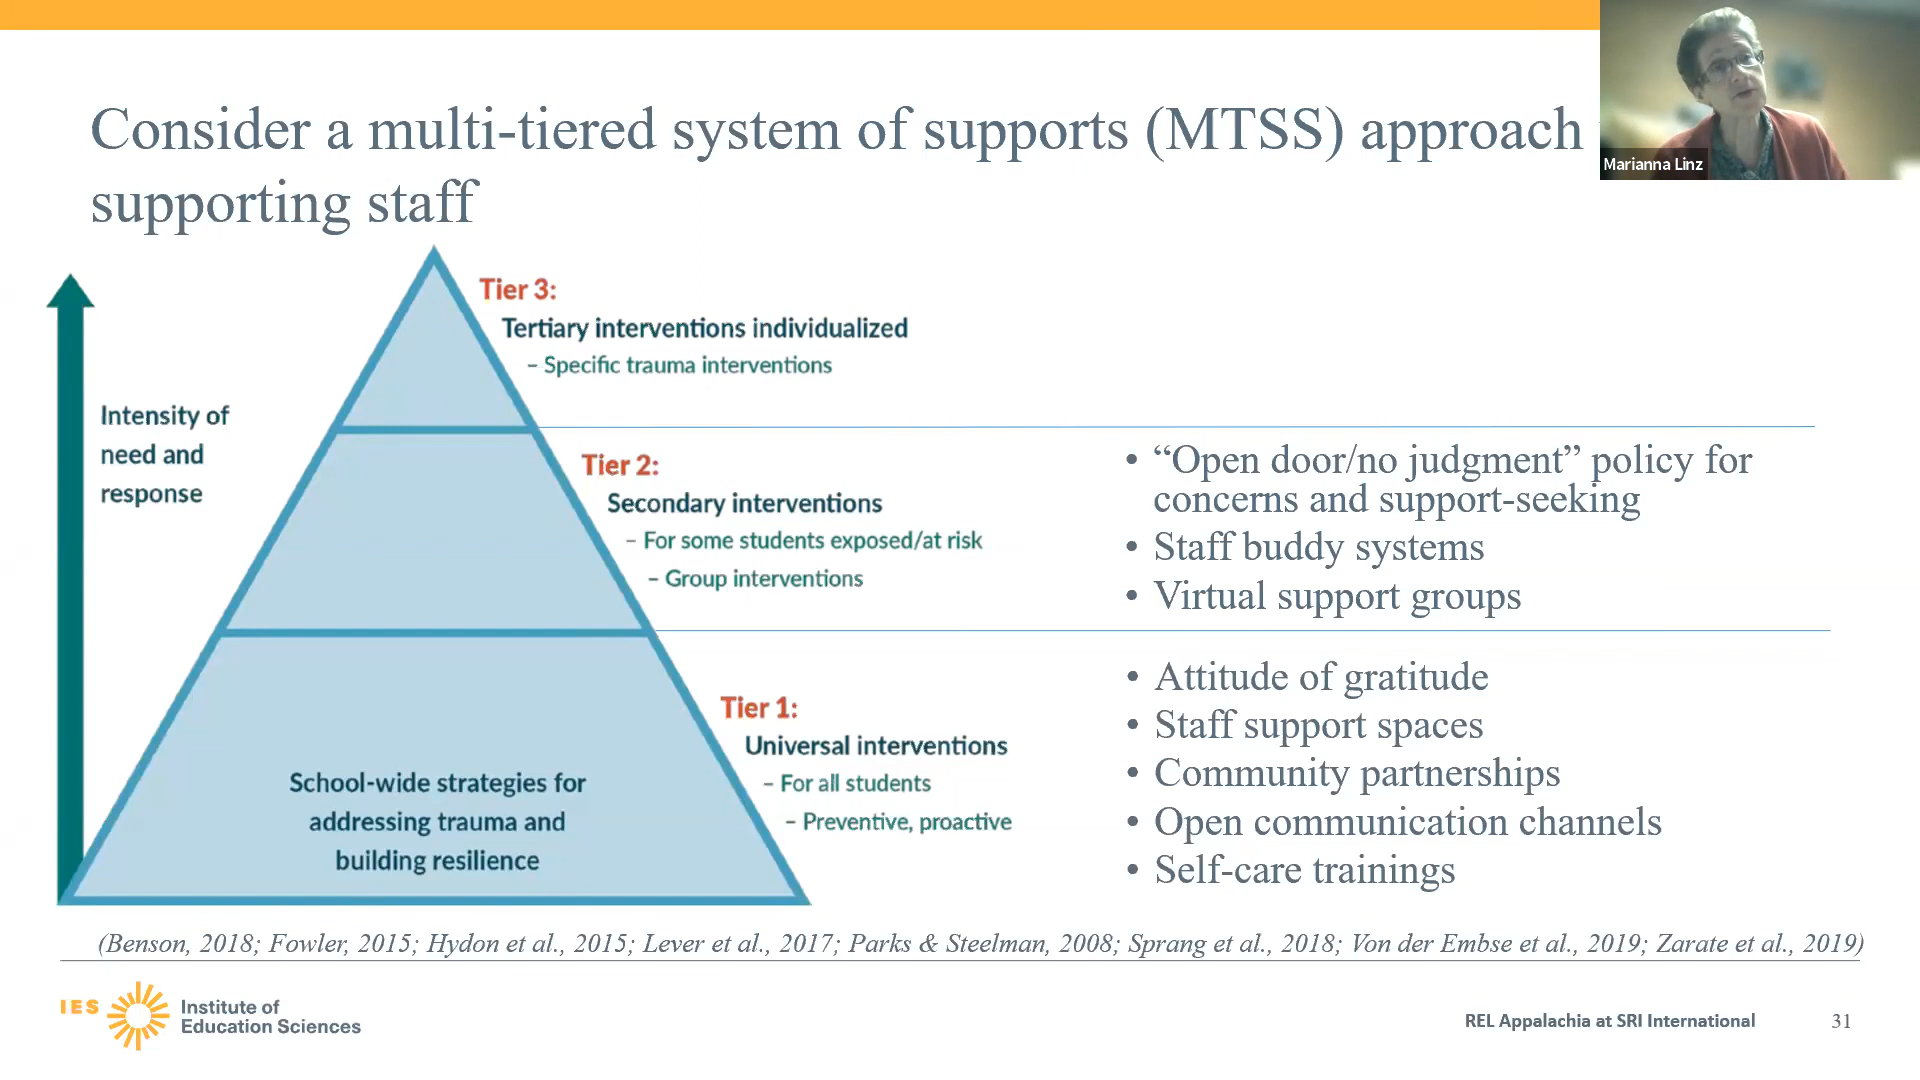 Consider a multi-tiered system of supports (MTSS) approach
supporting staff
Marianna Linz
Intensity of
need and
response
Tier 3:
Tertiary interventions individualized
– Specific trauma interventions
Tier 2:
Secondary interventions
– For some students exposed/at risk
– Group interventions
• “Open door/no judgment” policy for
concerns and support-seeking
• Staff buddy systems
• Virtual support groups
Tier 1:
Universal interventions
– For all students
– Preventive, proactive
School-wide strategies for
addressing trauma and
building resilience
• Attitude of gratitude
• Staff support spaces
• Community partnerships
• Open communication channels
• Self-care trainings
(Benson, 2018; Fowler, 2015; Hydon et al., 2015; Lever et al., 2017; Parks & Steelman, 2008; Sprang et al., 2018; Von der Embse et al., 2019; Zarate et al., 2019)
IES
Institute of
Education Sciences
REL Appalachia at SRI International
31